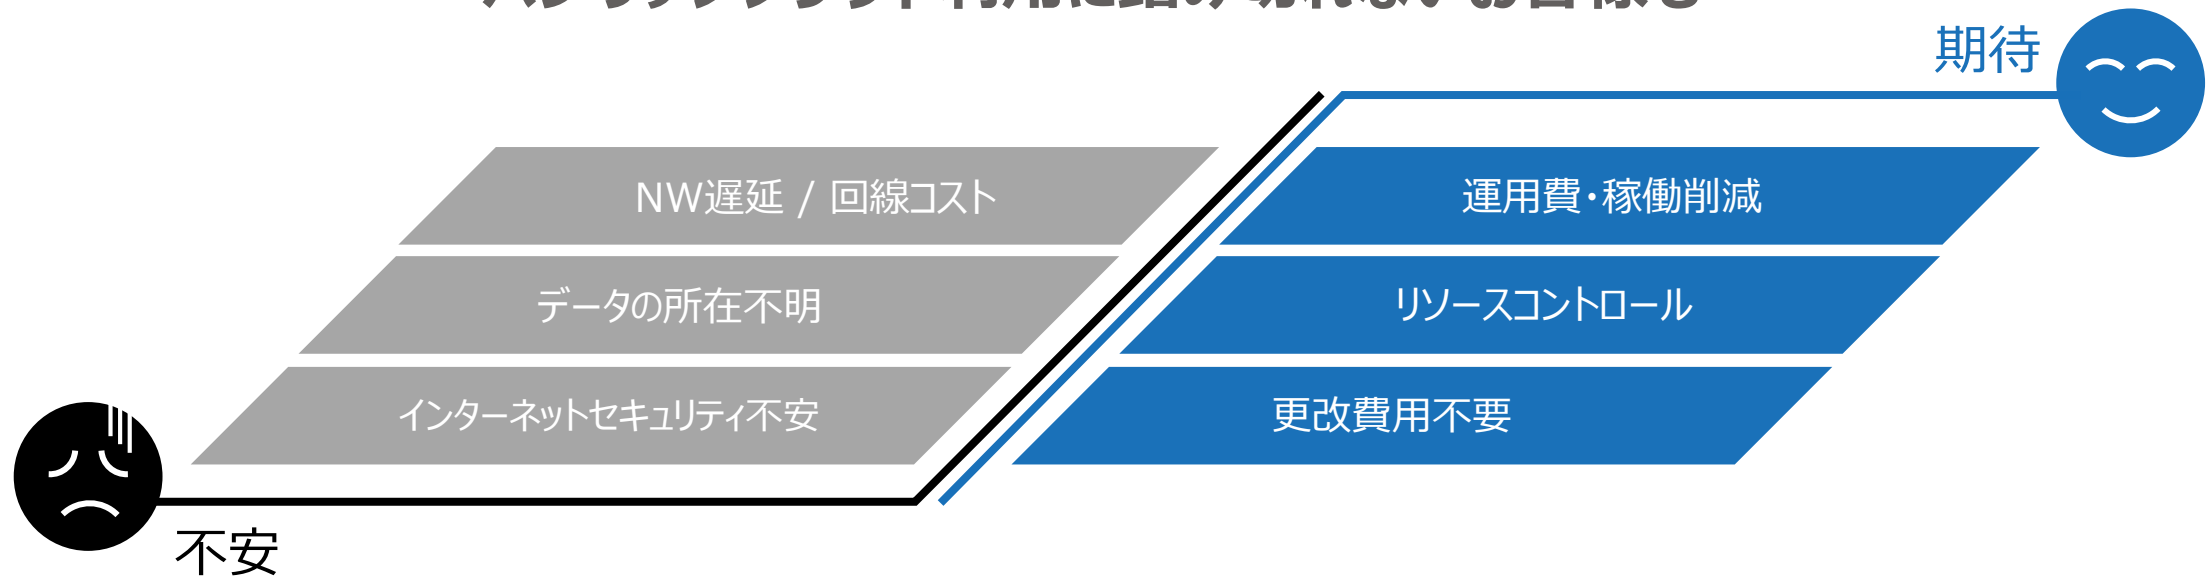 期待
NW遅延 / 回線コスト
運用費・稼働削減
データの所在不明
リソースコントロール
インターネットセキュリティ不安
更改費用不要
不安